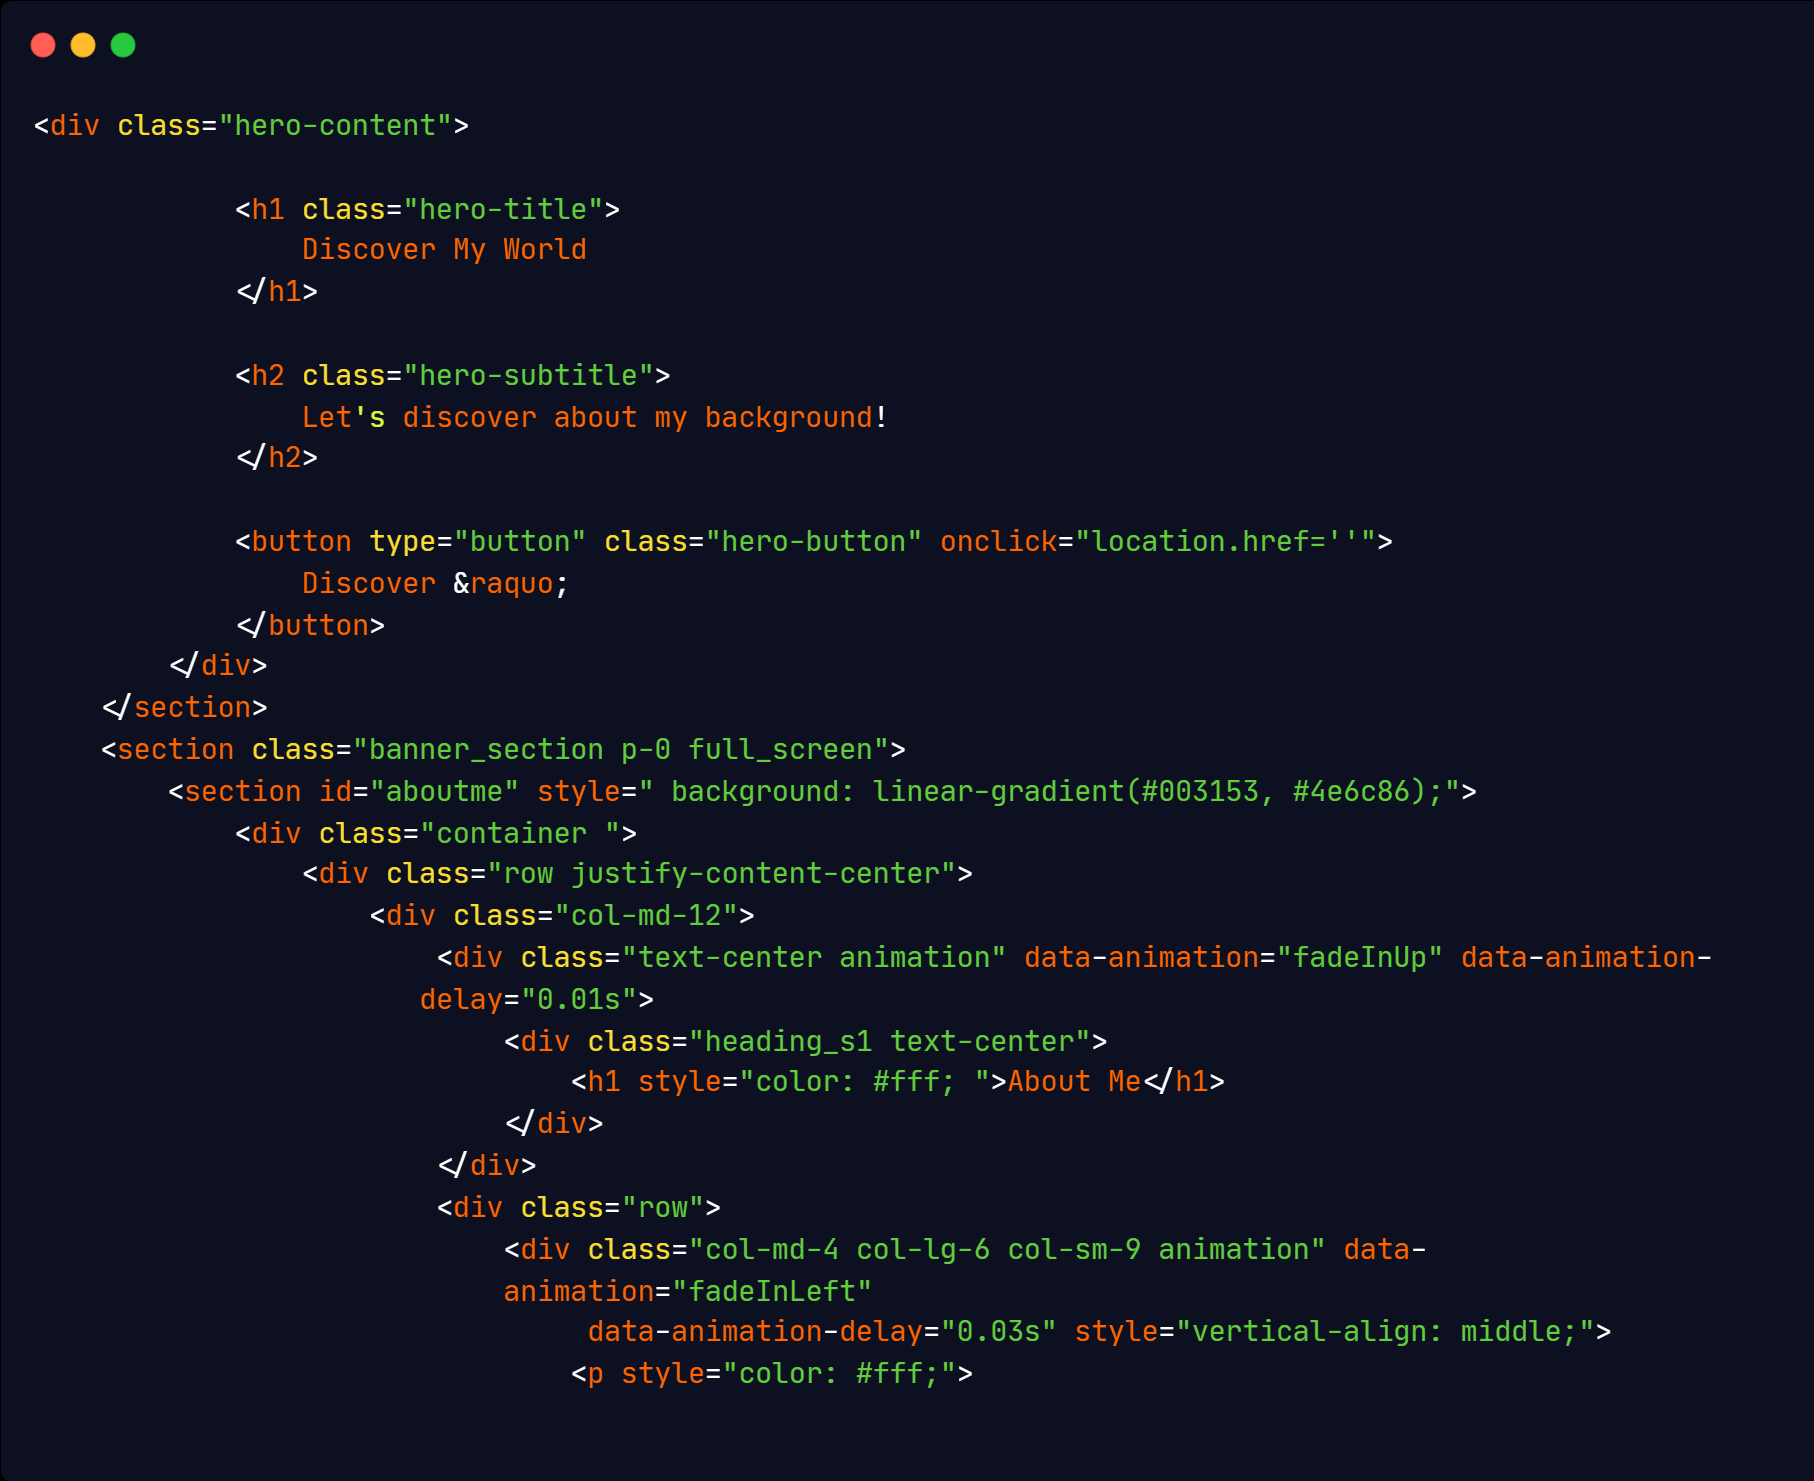 <div class="hero-content">
<h1 class="hero-title">
Discover My World
</h1>
<h2 class="hero-subtitle">
Let's discover about my background!
</h2>
<button type="button" class="hero-button" onclick="location.href=''">
Discover &raquo;
</button>
</div>
</section>
<section class="banner_section p-0 full_screen">
<section id="aboutme" style=" background: linear-gradient(#003153, #4e6c86);">
<div class="container ">
<div class="row justify-content-center">
<div class="col-md-12">
<div class="text-center animation" data-animation="fadeInUp" data-animation-
delay="0.01s">
<div class="heading_s1 text-center">
<h1 style="color: #fff; ">About Me</h1>
</div>
</div>
<div class="row">
<div class="col-md-4 col-lg-6 col-sm-9 animation" data-
animation="fadeInLeft"
data-animation-delay="0.03s" style="vertical-align: middle;">
<p style="color: #fff;">